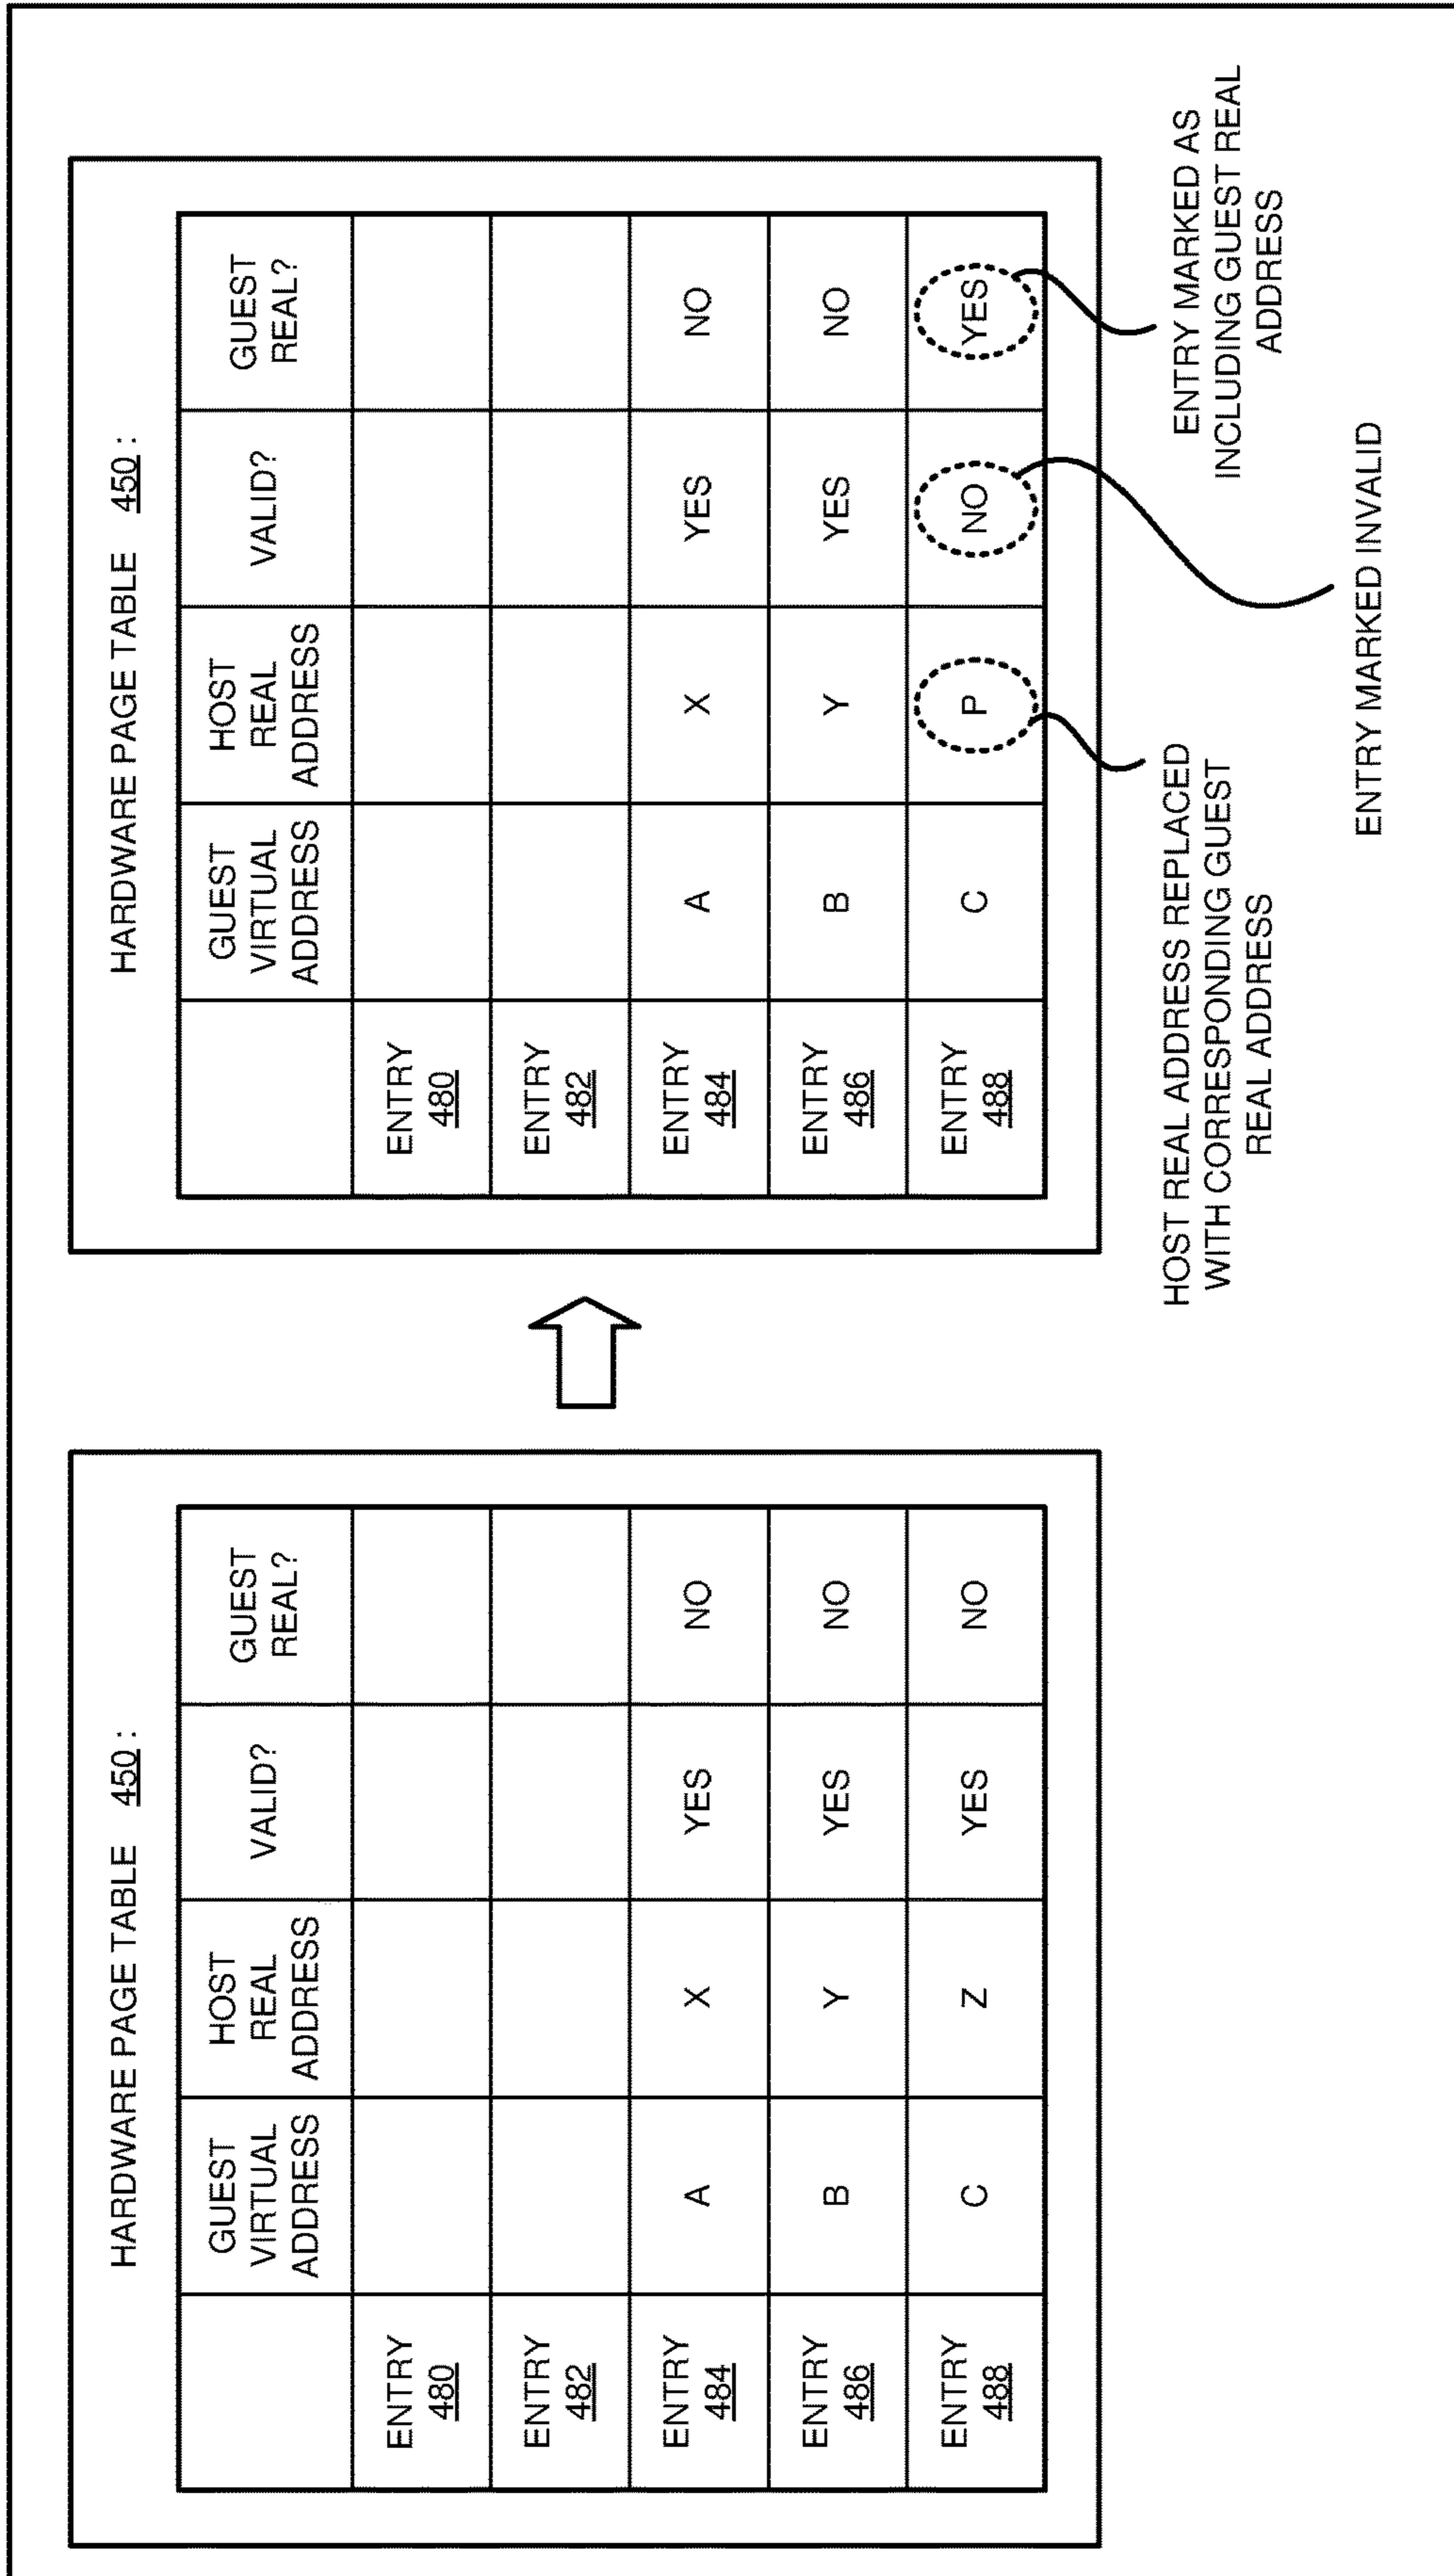 HARDWARE PAGE TABLE 450 :
GUEST
VIRTUAL
ADDRESS
HOST
REAL
ADDRESS
VALID?
GUEST
REAL?
ENTRY
480
ENTRY
482
ENTRY
484
A
X
YES
NO
ENTRY
486
B
Y
YES
NO
ENTRY
488
C
Z
YES
NO
HARDWARE PAGE TABLE 450 :
GUEST
VIRTUAL
ADDRESS
HOST
REAL
ADDRESS
VALID?
GUEST
REAL?
ENTRY
480
ENTRY
482
ENTRY
484
A
X
YES
NO
ENTRY
486
B
Y
YES
NO
ENTRY
488
C
P
NO
YES
HOST REAL ADDRESS REPLACED
WITH CORRESPONDING GUEST
REAL ADDRESS
ENTRY MARKED INVALID
ENTRY MARKED AS
INCLUDING GUEST REAL
ADDRESS